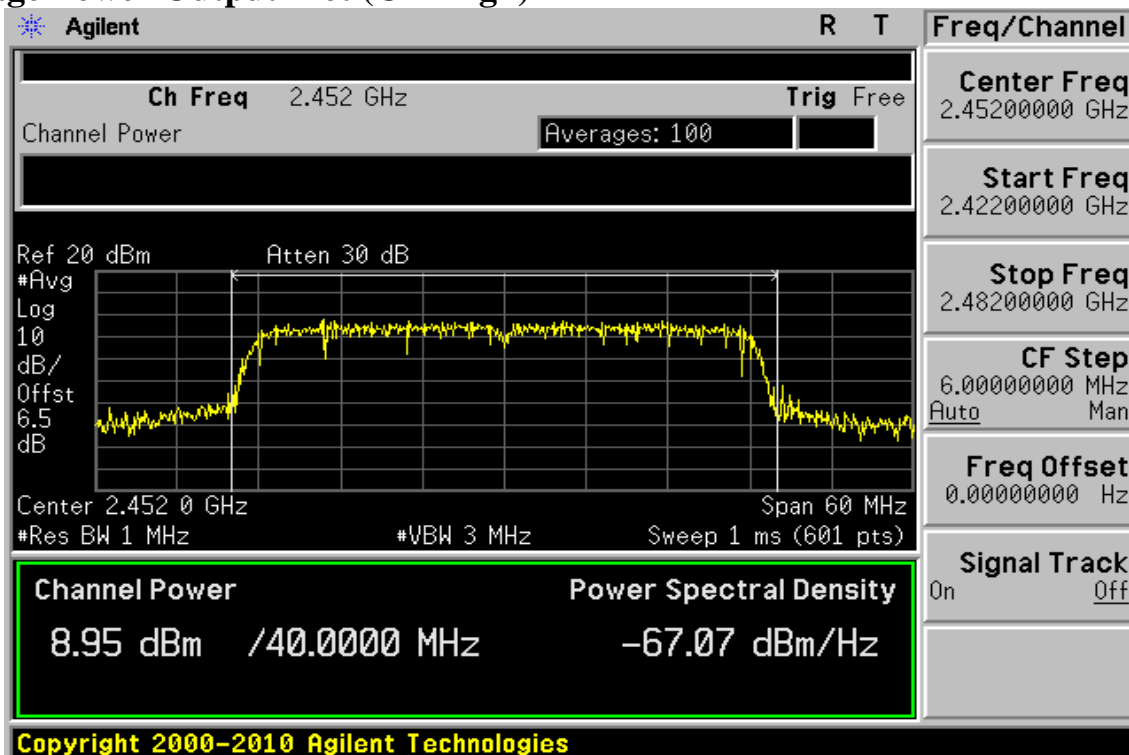 Agilent R T
Ch Freq 2.452 GHz Trig Free
Channel Power Averages: 100
Ref 20 dBm Atten 30 dB
#Avg
Log
10
dB/
Offst
6.5
dB
Center 2.452 0 GHz Span 60 MHz
#Res BW 1 MHz #VBW 3 MHz Sweep 1 ms (601 pts)
Channel Power Power Spectral Density
8.95 dBm /40.0000 MHz -67.07 dBm/Hz
Copyright 2000-2010 Agilent Technologies
Freq/Channel
Center Freq
2.45200000 GHz
Start Freq
2.42200000 GHz
Stop Freq
2.48200000 GHz
CF Step
6.00000000 MHz
Auto Man
Freq Offset
0.00000000 Hz
Signal Track
On Off